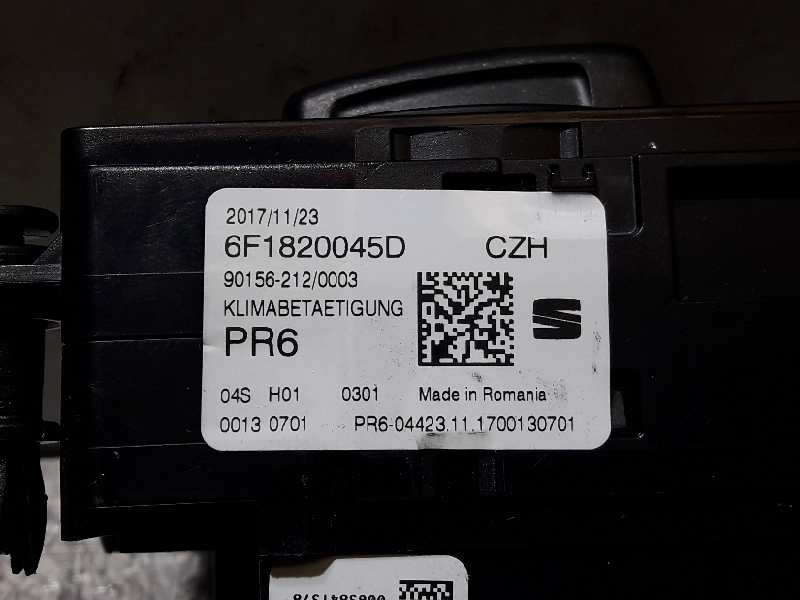 2017/11/23
6F1820045D CZH
90156-212/0003
KLIMABETAETIGUNG
PR6
04S H01 0301 Made in Romania
0013 0701 PR6-04423.11.1700130701